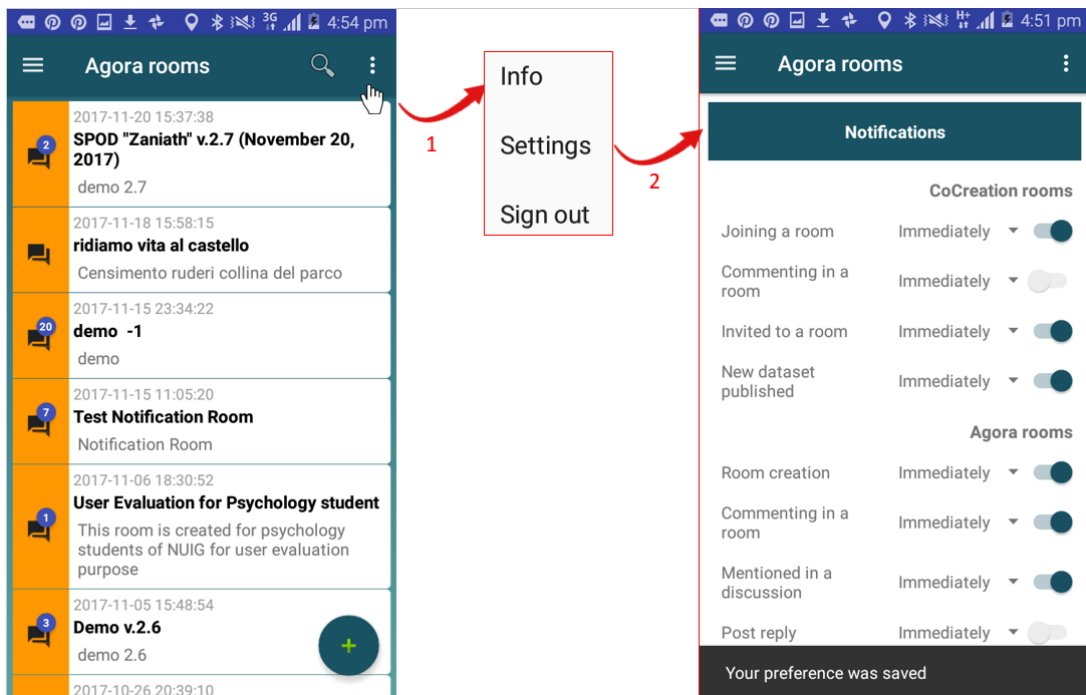 3G 4:54 pm
Agora rooms
2017-11-20 15:37:38
SPOD "Zaniath" v.2.7 (November 20,
2017)
demo 2.7
2
2017-11-18 15:58:15
ridiamo vita al castello
Censimento ruderi collina del parco
2017-11-15 23:34:22
demo -1
demo
20
2017-11-15 11:05:20
Test Notification Room
Notification Room
7
2017-11-06 18:30:52
User Evaluation for Psychology student
This room is created for psychology
students of NUIG for user evaluation
purpose
1
2017-11-05 15:48:54
Demo v.2.6
demo 2.6
3
+
2017-10-26 20:39:10
1
Info
Settings
Sign out
2
H+ 4:51 pm
Agora rooms
Notifications
CoCreation rooms
Joining a room Immediately
Commenting in a
room Immediately
Invited to a room Immediately
New dataset
published Immediately
Agora rooms
Room creation Immediately
Commenting in a
room Immediately
Mentioned in a
discussion Immediately
Post reply Immediately
Your preference was saved